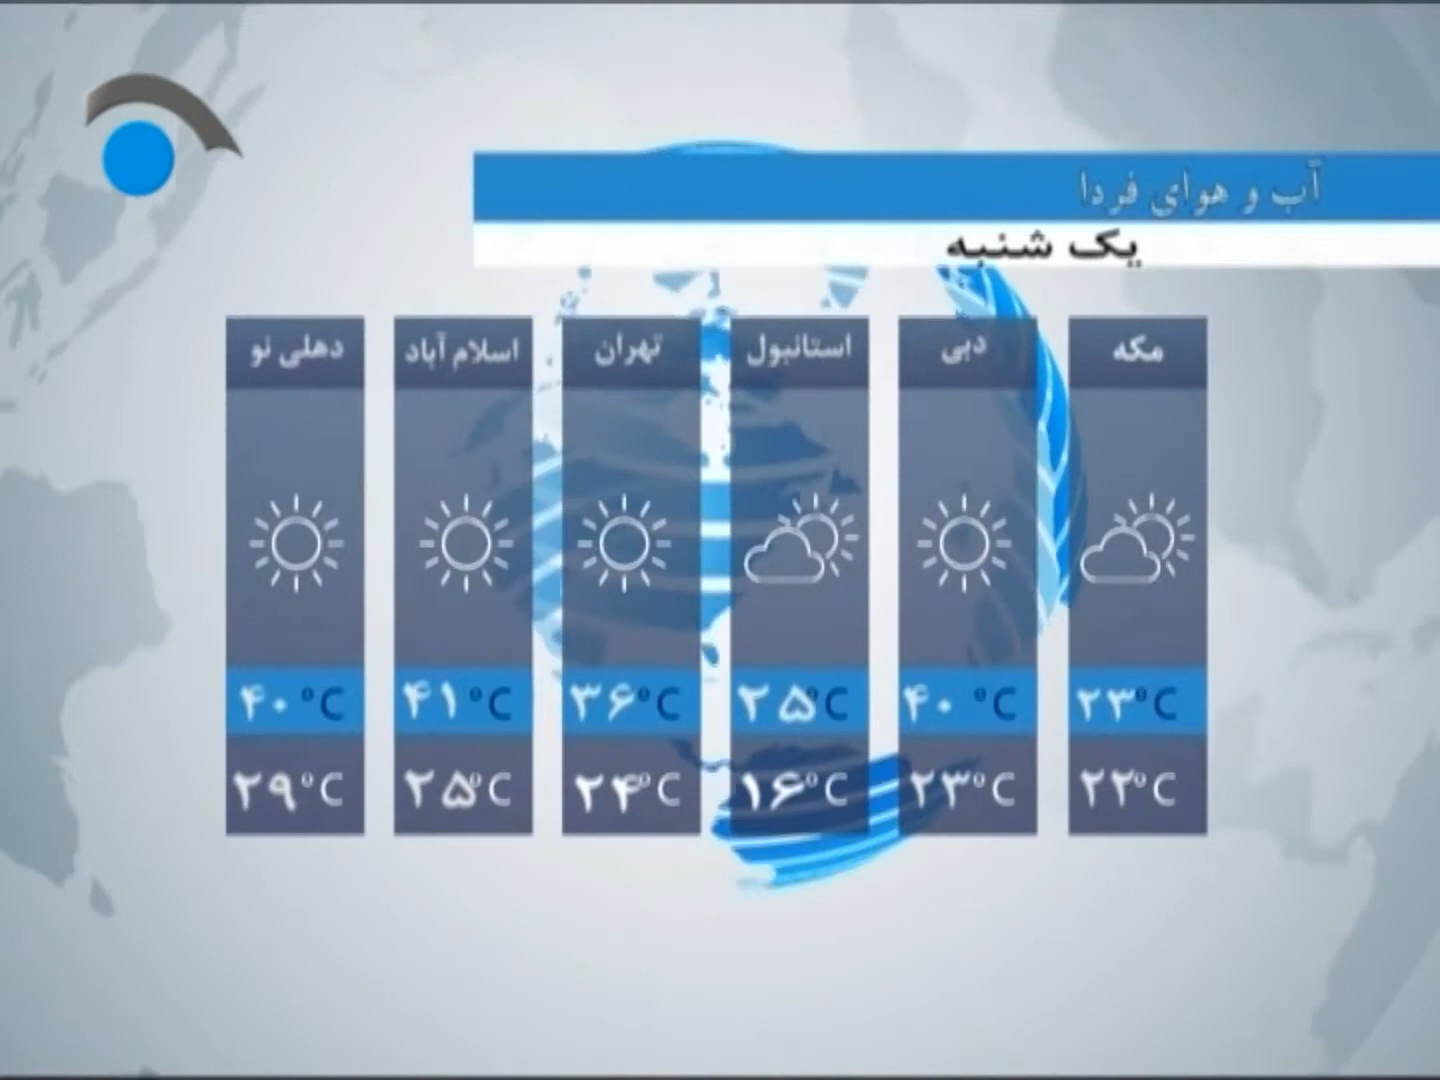 آب و هوای فردا
یک شنبه
مکه
دبی
استانبول
تهران
اسلام آباد
دهلی نو
۲۳°C
۴۰ °C
۲۵°C
۳۶°C
۴۱°C
۴۰°C
۲۲°C
۲۳°C
۱۶°C
۲۴°C
۲۵°C
۲۹°C